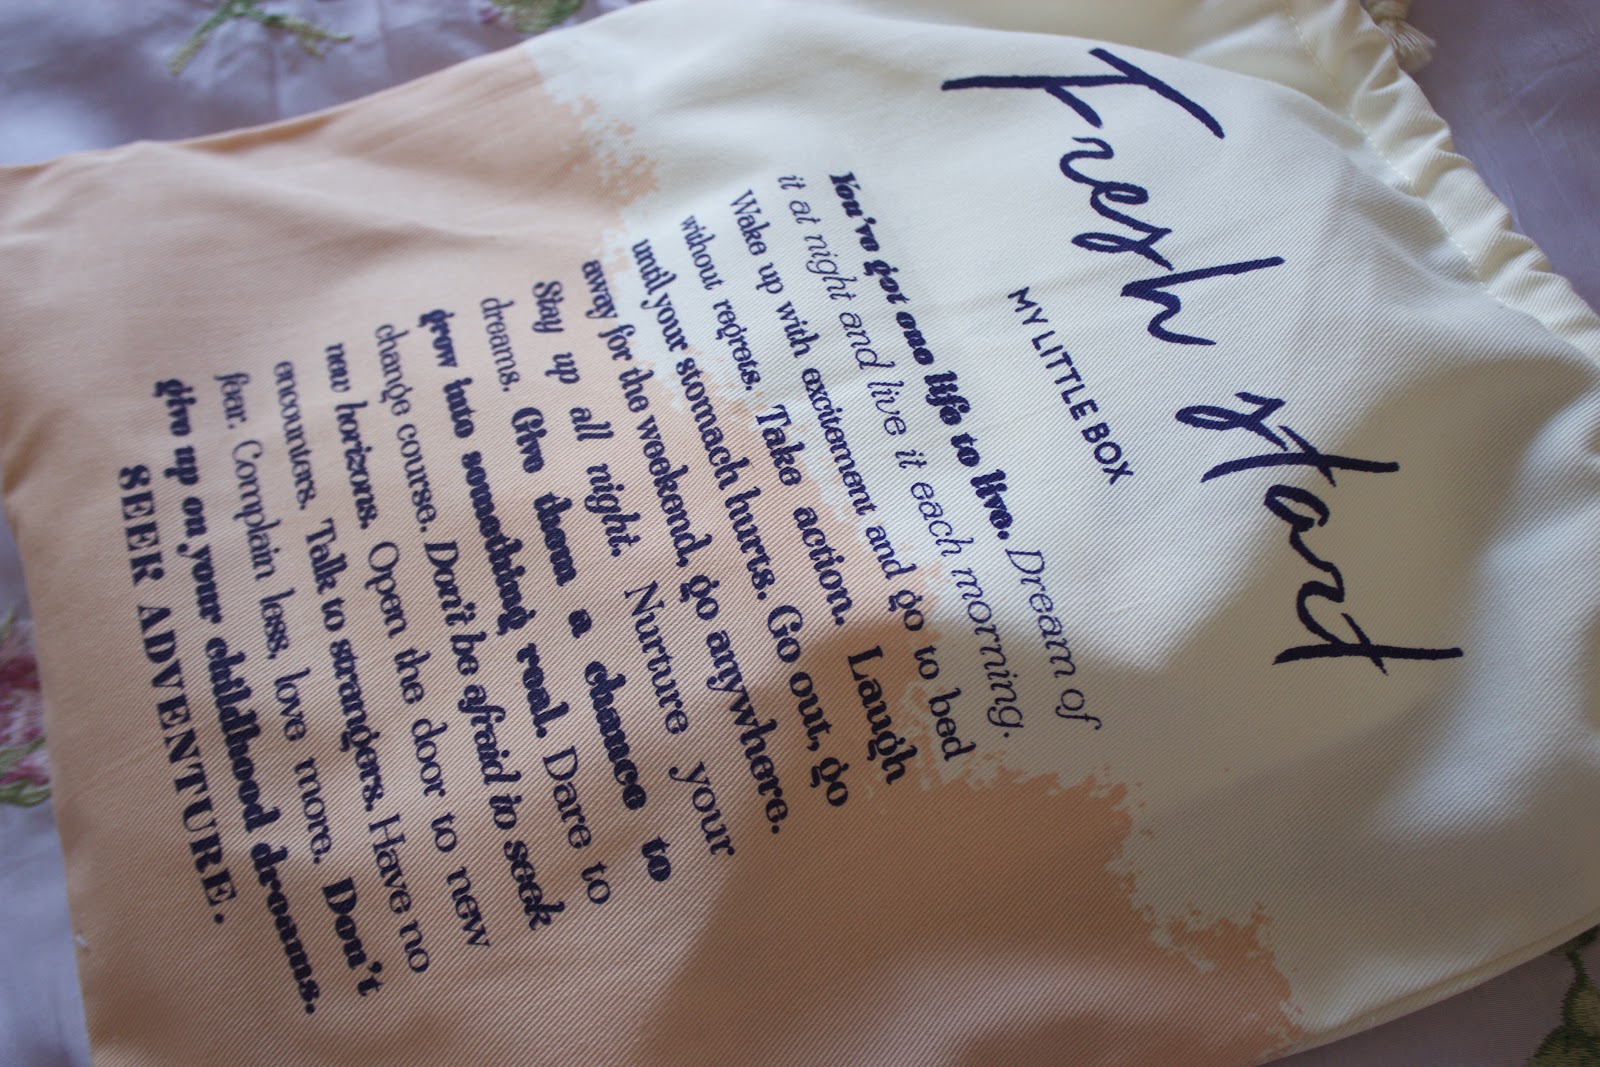 Fresh Start
MY LITTLE BOX
You've got one life to live. Dream of
it at night and live it each morning.
Wake up with excitement and go to bed
without regrets. Take action. Laugh
until your stomach hurts. Go out, go
away for the weekend, go anywhere.
Stay up all night. Nurture your
dreams. Give them a chance to
grow into something real. Dare to
change course. Don't be afraid to seek
new horizons. Open the door to new
encounters. Talk to strangers. Have no
fear. Complain less, love more. Don't
give up on your childhood dreams.
SEEK ADVENTURE.